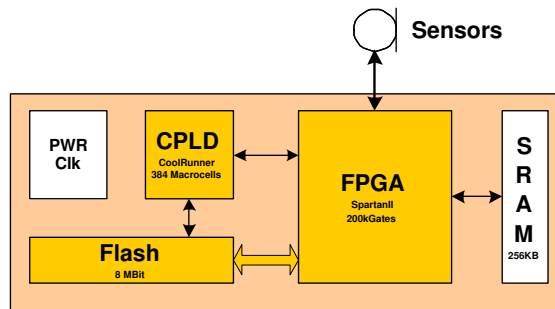 Sensors
PWR
Clk
CPLD
CoolRunner
384 Macrocells
FPGA
SpartanII
200kGates
S
R
A
M
256KB
Flash
8 MBit